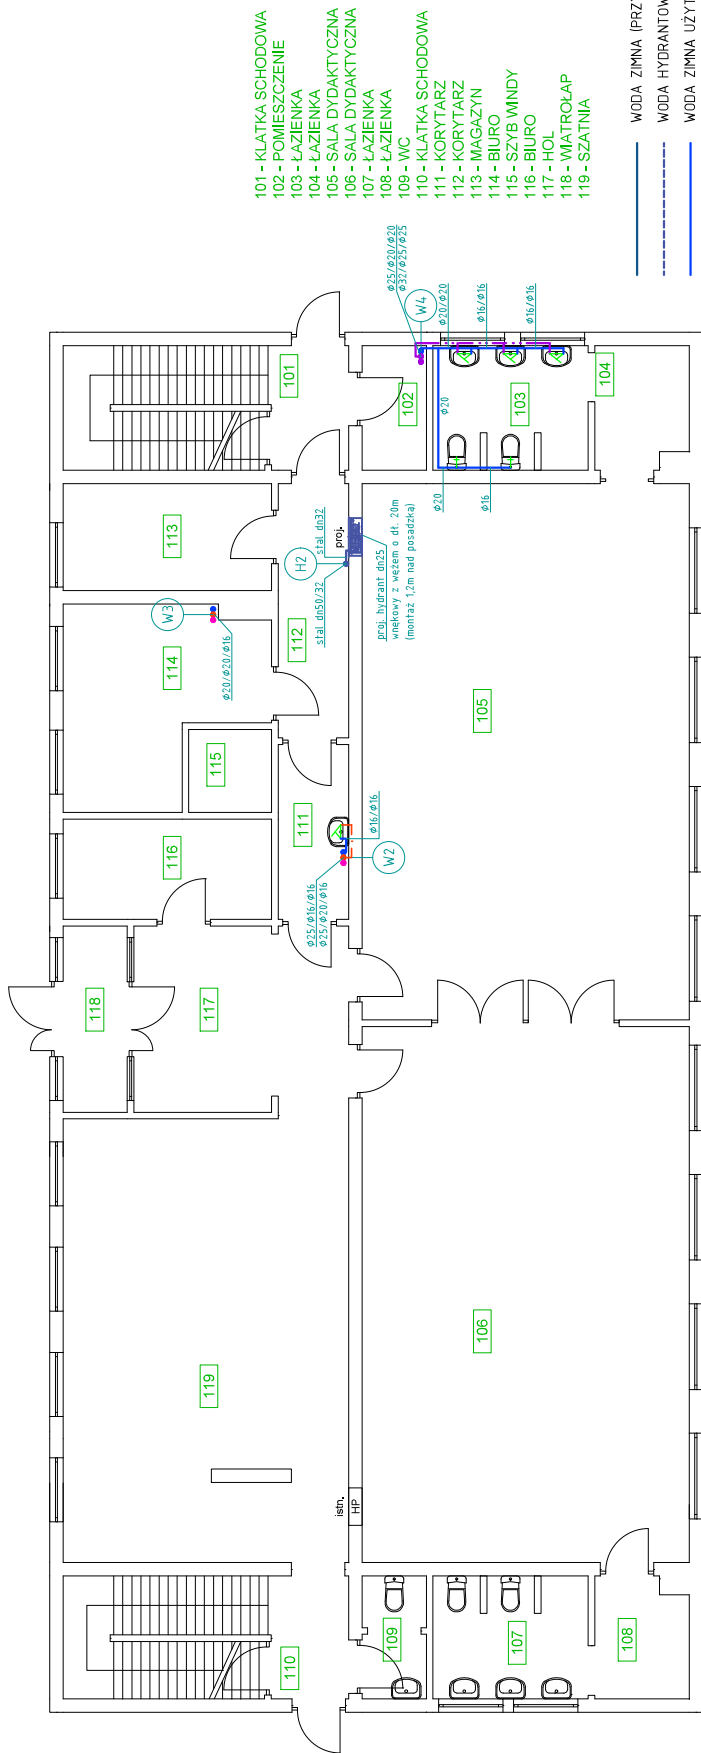 101 - KLATKA SCHODOWA
102 - POMIESZCZENIE
103 - ŁAZIENKA
104 - ŁAZIENKA
105 - SALA DYDAKTYCZNA
106 - SALA DYDAKTYCZNA
107 - ŁAZIENKA
108 - ŁAZIENKA
109 - WC
110 - KLATKA SCHODOWA
111 - KORYTARZ
112 - KORYTARZ
113 - MAGAZYN
114 - BIURO
115 - SZYB WINDY
116 - BIURO
117 - HOL
118 - WIATROŁAP
119 - SZATNIA
WODA ZIMNA (PRZY
WODA HYDRANTOW
WODA ZIMNA UŻYT
ϕ25/ϕ20/ϕ20
ϕ32/ϕ25/ϕ25
W4
ϕ20/ϕ20
ϕ16/ϕ16
ϕ16/ϕ16
101
102
103
104
ϕ20
ϕ20
ϕ16
113
H2
stal dn32
stal dn50/32
proj.
proj. hydrant dn25
wnękowy z wężem o dł. 20m
(montaż 1,2m nad posadzką)
W3
ϕ20/ϕ20/ϕ16
114
112
115
105
116
111
ϕ16/ϕ16
W2
ϕ25/ϕ16/ϕ16
ϕ25/ϕ20/ϕ16
118
117
119
106
istn.
HP
110
109
107
108